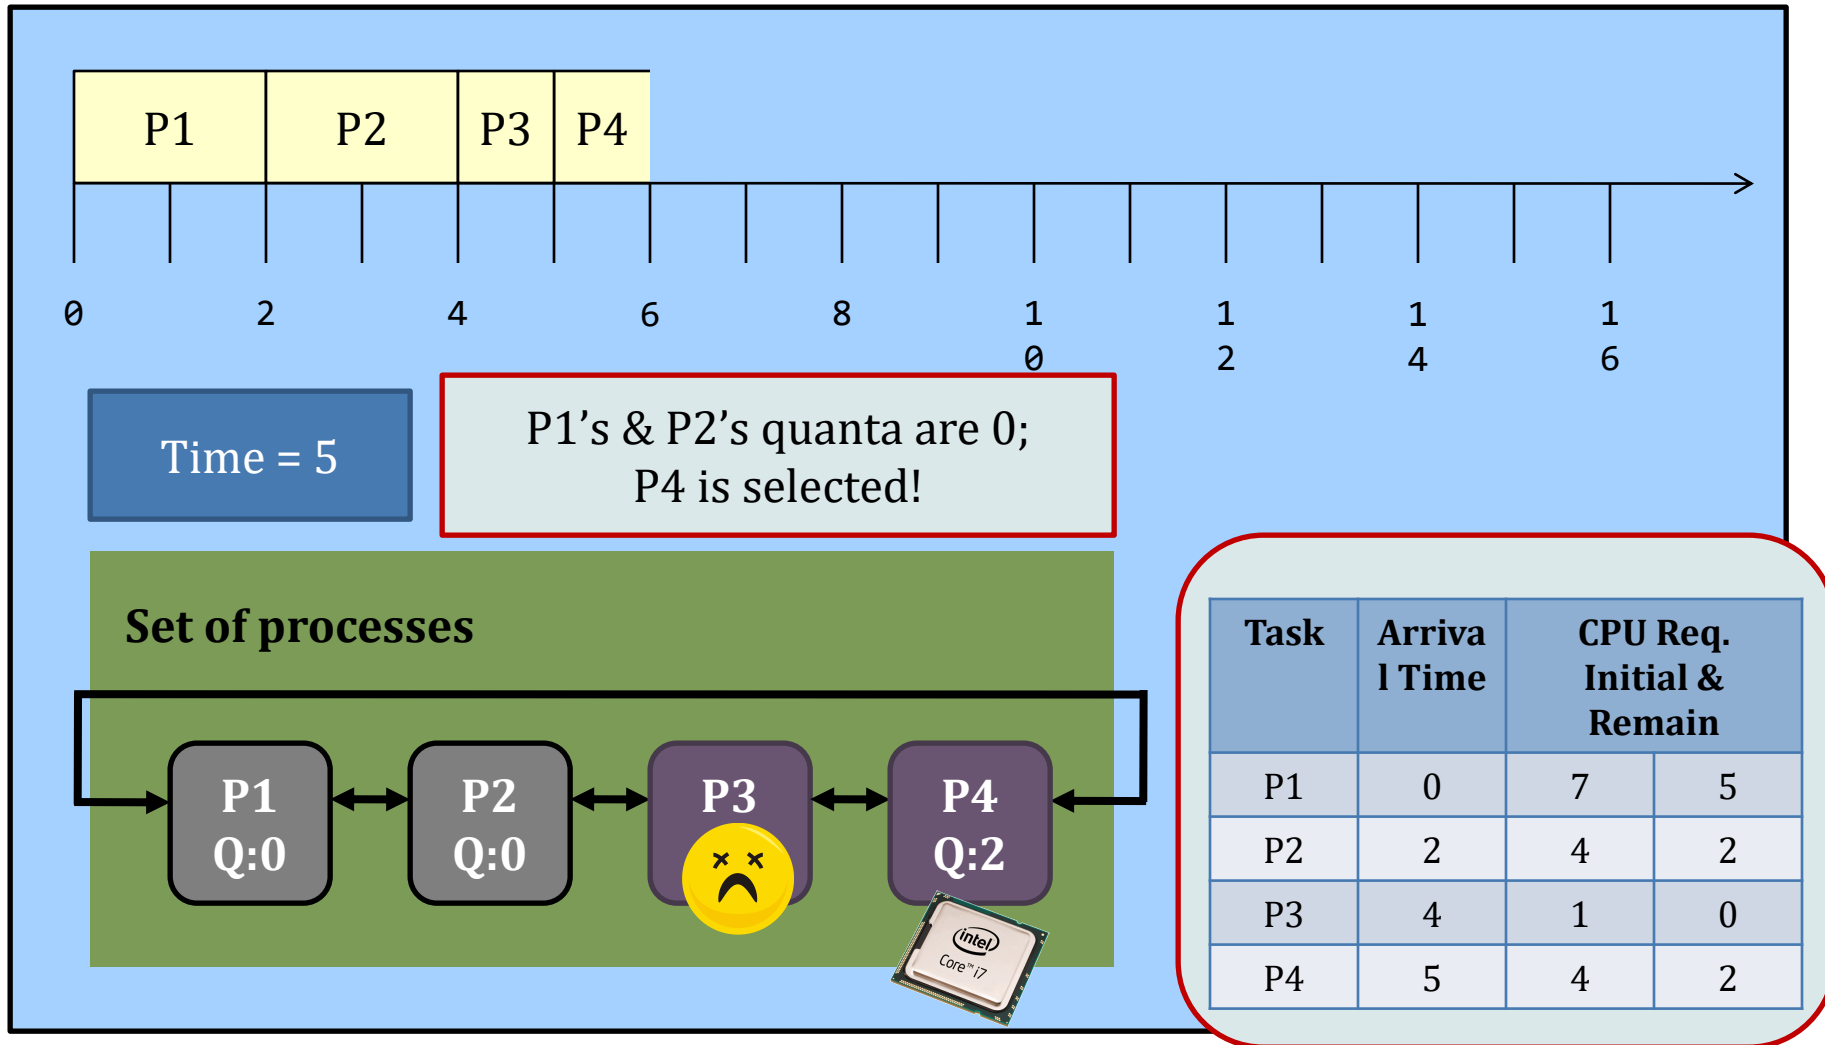 P1 P2 P3 P4
0 2 4 6 8 1 1 1 1
0 2 4 6
Time = 5
P1’s & P2’s quanta are 0;
P4 is selected!
Set of processes
P1 P2 P3 P4
Q:0 Q:0 Q:2
intel
Core™ i7
Task Arriva CPU Req.
l Time Initial &
Remain
P1 0 7 5
P2 2 4 2
P3 4 1 0
P4 5 4 2